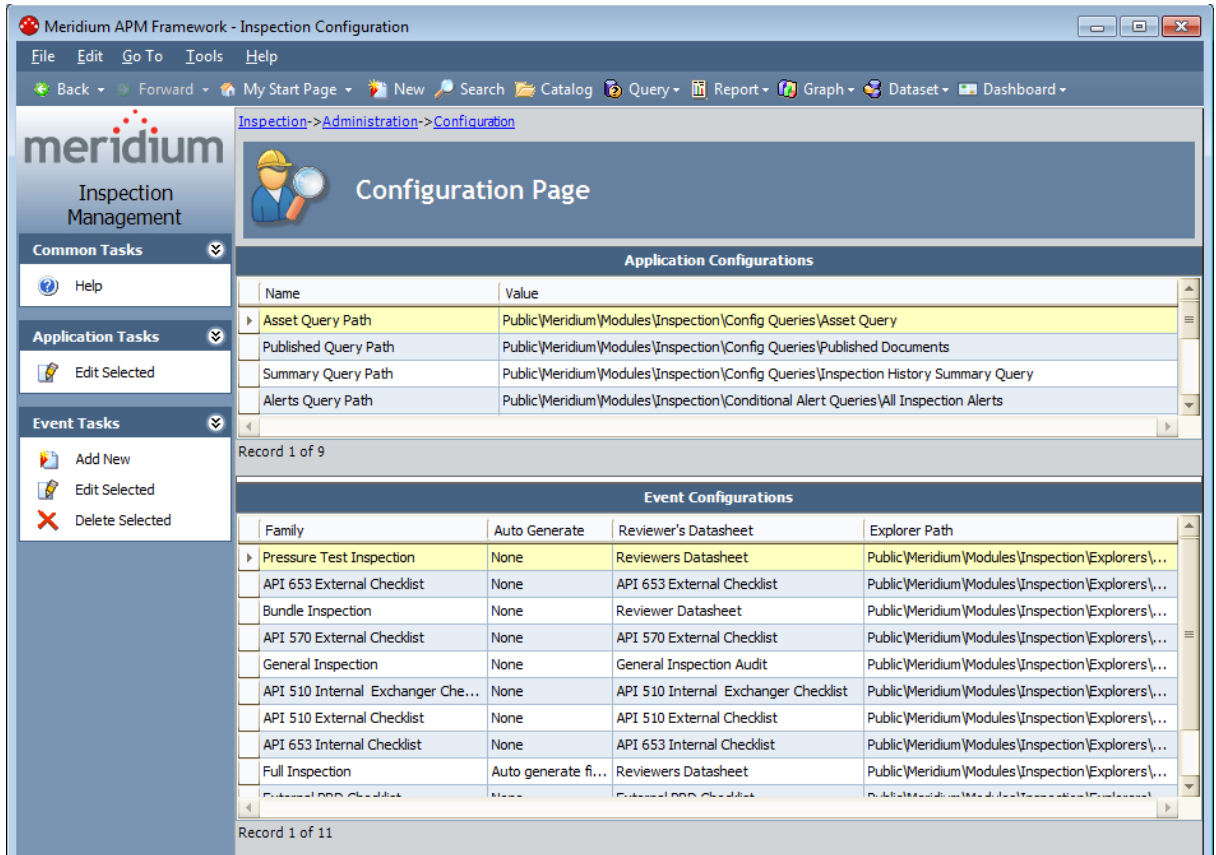 Meridium APM Framework - Inspection Configuration
File Edit Go To Tools Help
Back Forward My Start Page New Search Catalog Query Report Graph Dataset Dashboard
meridium
Inspection
Management
Common Tasks
Help
Application Tasks
Edit Selected
Event Tasks
Add New
Edit Selected
Delete Selected
Inspection->Administration->Configuration
Configuration Page
Application Configurations
Name Value
Asset Query Path Public\Meridium\Modules\Inspection\Config Queries\Asset Query
Published Query Path Public\Meridium\Modules\Inspection\Config Queries\Published Documents
Summary Query Path Public\Meridium\Modules\Inspection\Config Queries\Inspection History Summary Query
Alerts Query Path Public\Meridium\Modules\Inspection\Conditional Alert Queries\All Inspection Alerts
Record 1 of 9
Event Configurations
Family Auto Generate Reviewer's Datasheet Explorer Path
Pressure Test Inspection None Reviewers Datasheet Public\Meridium\Modules\Inspection\Explorers\...
API 653 External Checklist None API 653 External Checklist Public\Meridium\Modules\Inspection\Explorers\...
Bundle Inspection None Reviewer Datasheet Public\Meridium\Modules\Inspection\Explorers\...
API 570 External Checklist None API 570 External Checklist Public\Meridium\Modules\Inspection\Explorers\...
General Inspection None General Inspection Audit Public\Meridium\Modules\Inspection\Explorers\...
API 510 Internal Exchanger Che... None API 510 Internal Exchanger Checklist Public\Meridium\Modules\Inspection\Explorers\...
API 510 External Checklist None API 510 External Checklist Public\Meridium\Modules\Inspection\Explorers\...
API 653 Internal Checklist None API 653 Internal Checklist Public\Meridium\Modules\Inspection\Explorers\...
Full Inspection Auto generate fi... Reviewers Datasheet Public\Meridium\Modules\Inspection\Explorers\...
Record 1 of 11